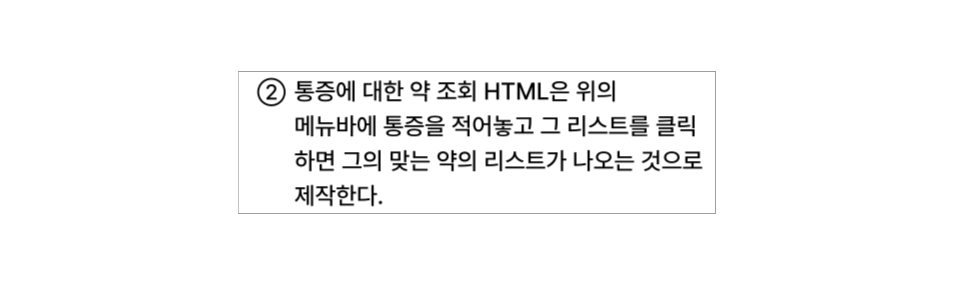 ② 통증에 대한 약 조회 HTML은 위의
메뉴바에 통증을 적어놓고 그 리스트를 클릭
하면 그의 맞는 약의 리스트가 나오는 것으로
제작한다.